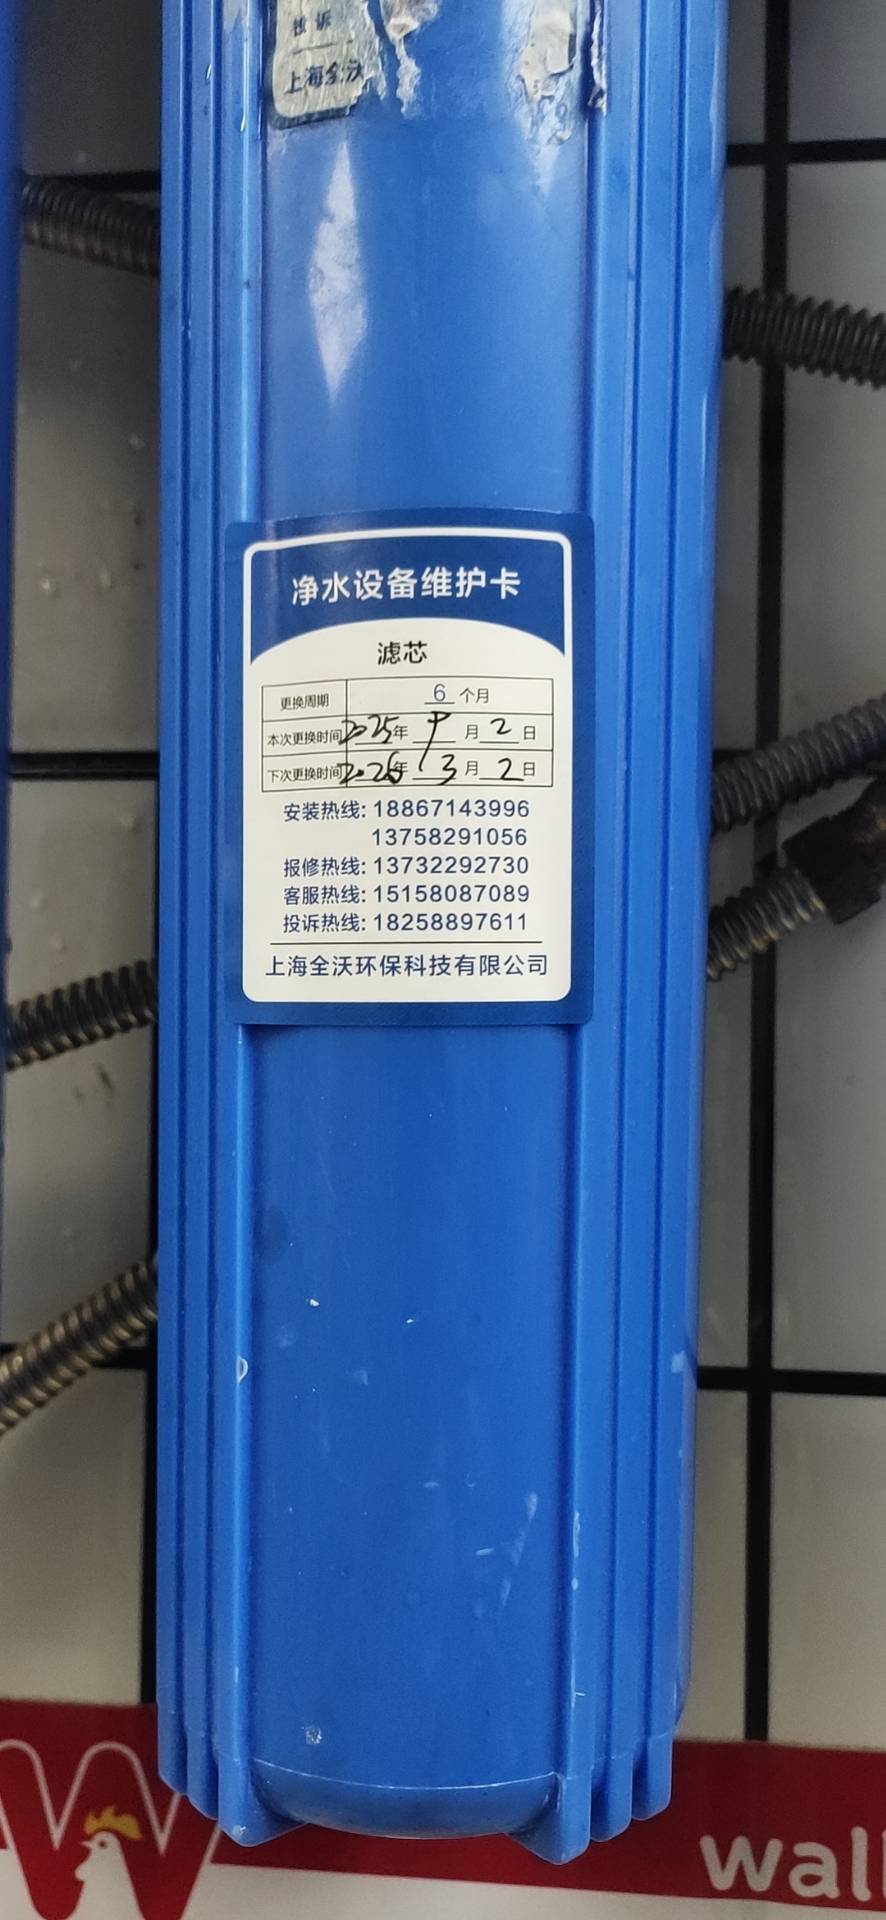 投诉
上海全沃
净水设备维护卡
滤芯
更换周期 6 个月
本次更换时间 2025年 9 月 2 日
下次更换时间 2026年 3 月 2 日
安装热线: 18867143996
13758291056
报修热线: 13732292730
客服热线: 15158087089
投诉热线: 18258897611
上海全沃环保科技有限公司
W
wall